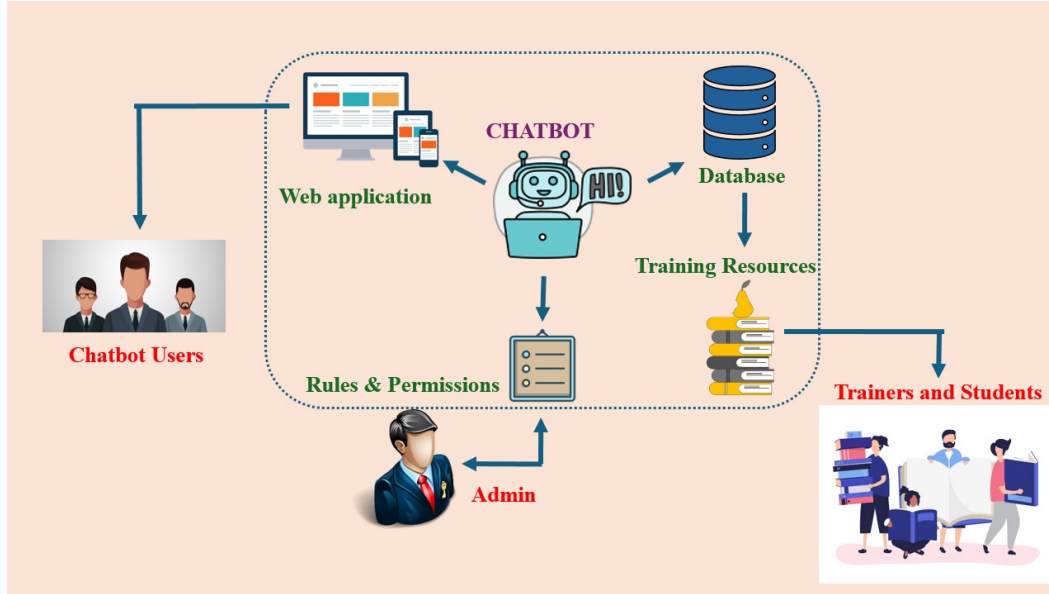 CHATBOT
HI!
Web application
Database
Training Resources
Chatbot Users
Rules & Permissions
Trainers and Students
Admin